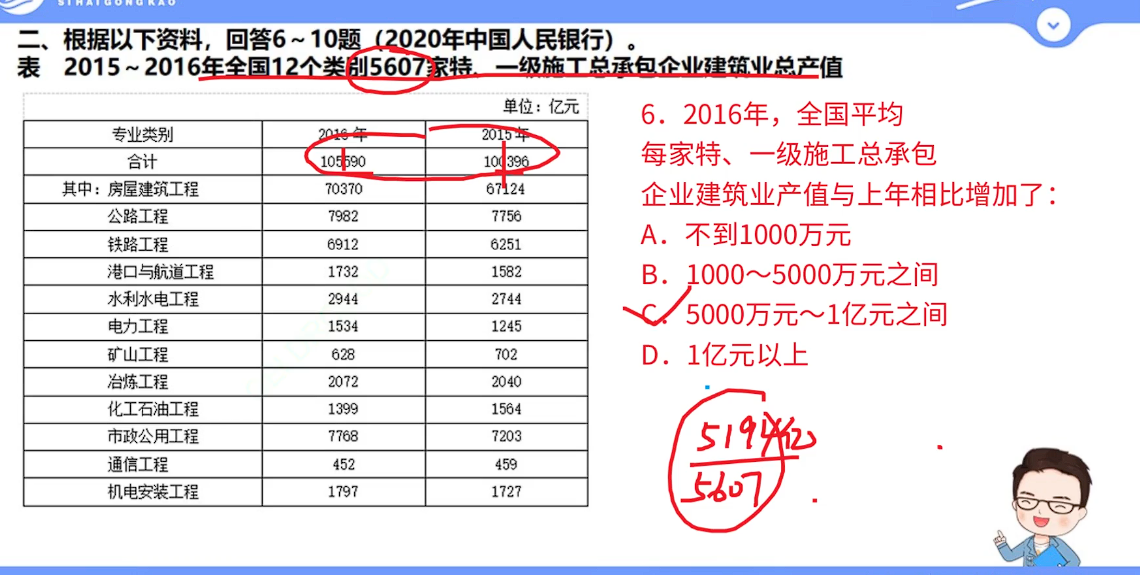 SIHAIGONGKAO
二、根据以下资料，回答6～10题（2020年中国人民银行）。
表 2015～2016年全国12个类别5607家特、一级施工总承包企业建筑业总产值
单位：亿元
专业类别 2016年 2015年
合计 105590 100396
其中：房屋建筑工程 70370 67124
公路工程 7982 7756
铁路工程 6912 6251
港口与航道工程 1732 1582
水利水电工程 2944 2744
电力工程 1534 1245
矿山工程 628 702
冶炼工程 2072 2040
化工石油工程 1399 1564
市政公用工程 7768 7203
通信工程 452 459
机电安装工程 1797 1727
6．2016年，全国平均
每家特、一级施工总承包
企业建筑业产值与上年相比增加了：
A．不到1000万元
B．1000～5000万元之间
C．5000万元～1亿元之间
D．1亿元以上
5194亿
5607